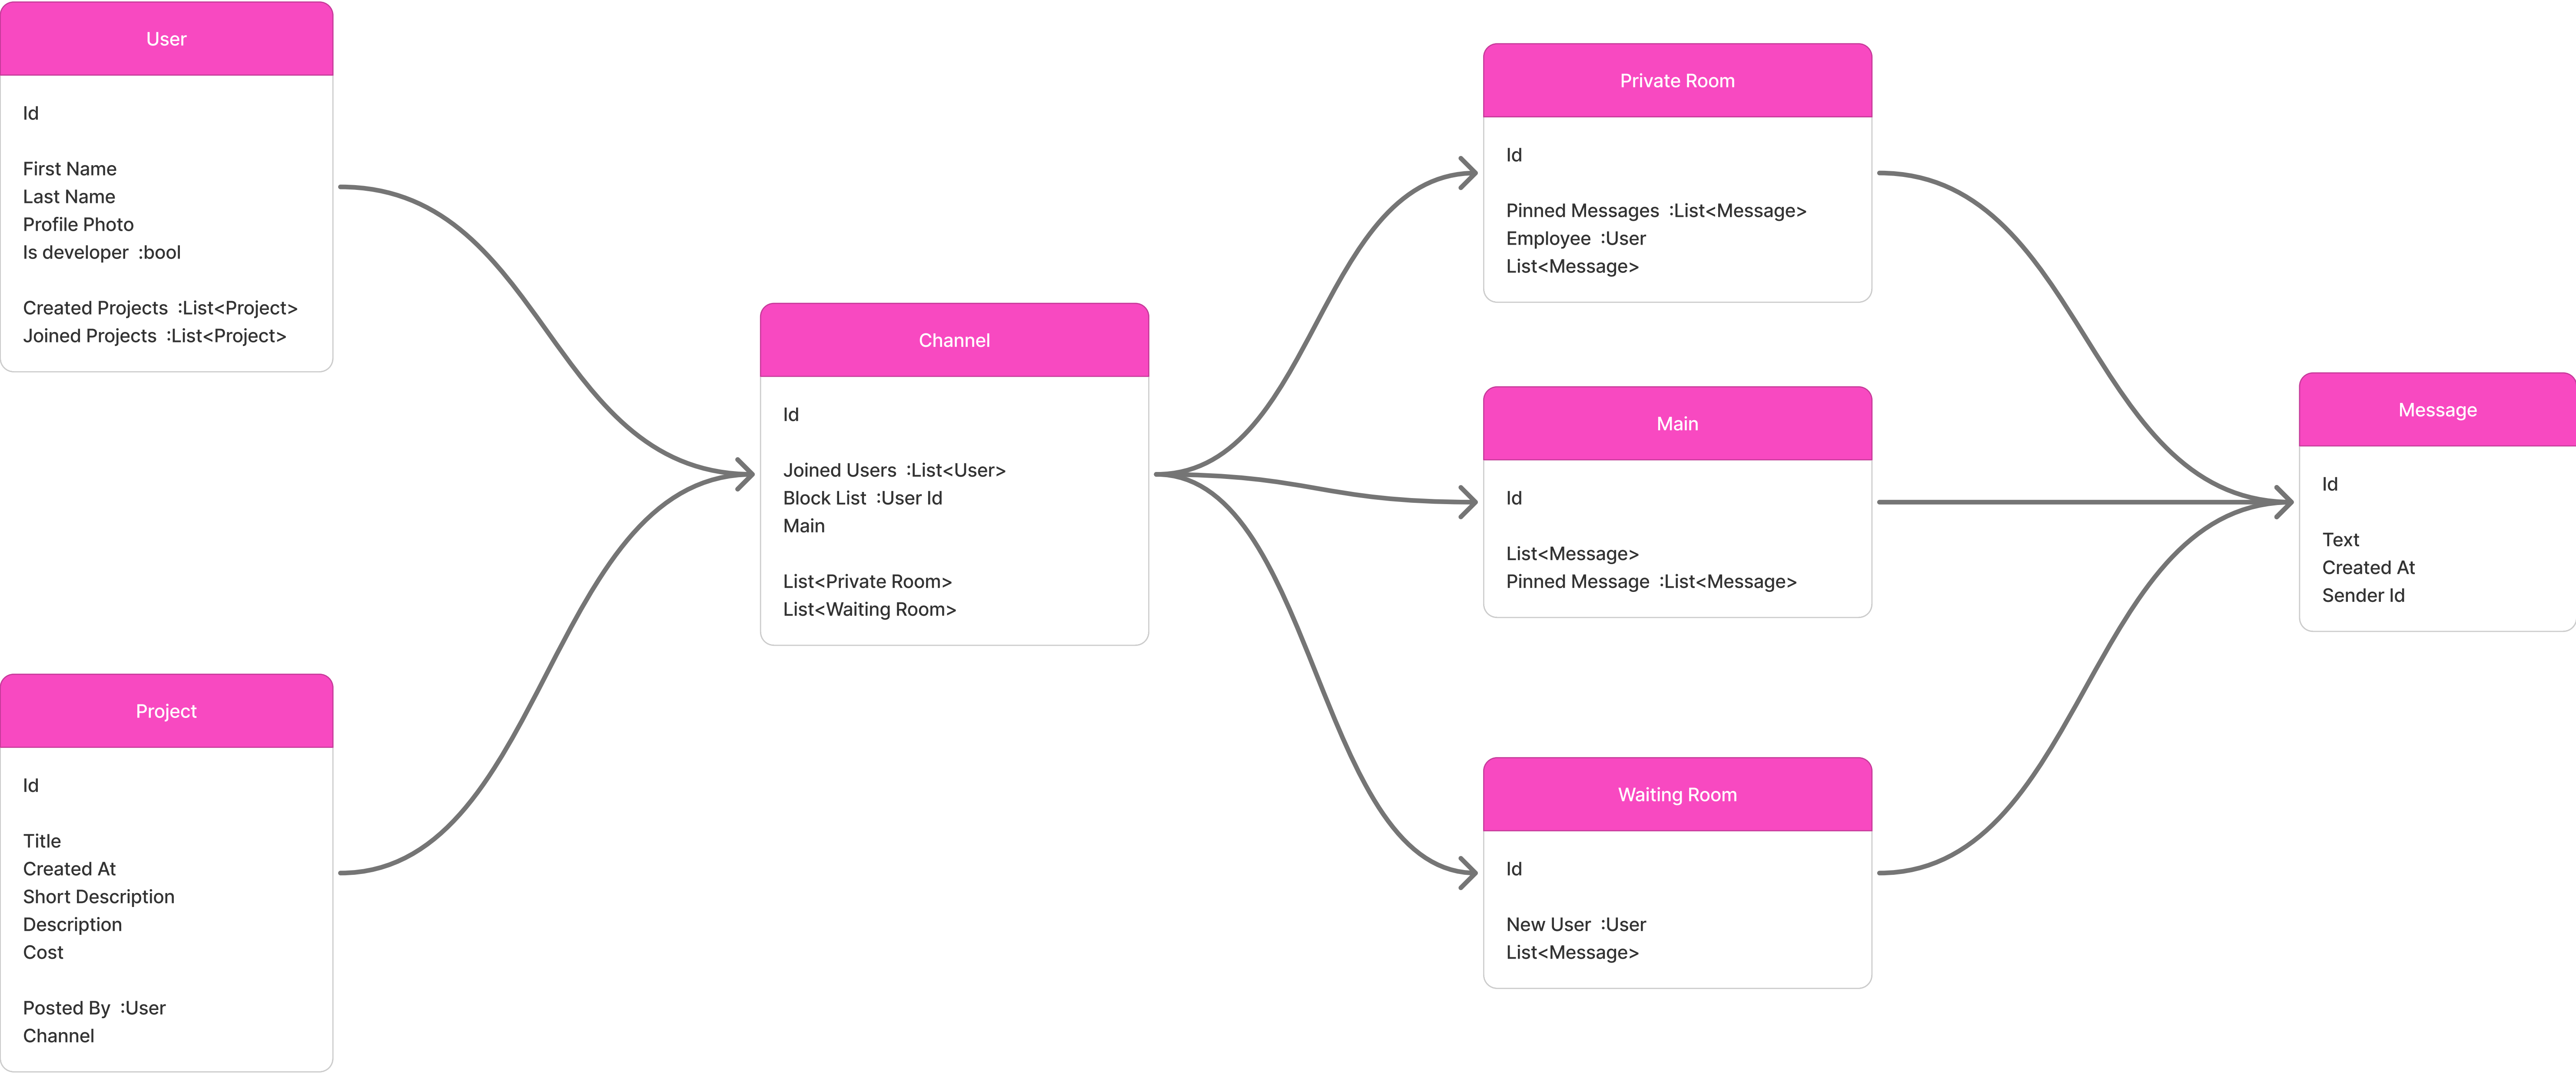 User
Id
First Name
Last Name
Profile Photo
Is developer :bool
Created Projects :List<Project>
Joined Projects :List<Project>
Project
Id
Title
Created At
Short Description
Description
Cost
Posted By :User
Channel
Channel
Id
Joined Users :List<User>
Block List :User Id
Main
List<Private Room>
List<Waiting Room>
Private Room
Id
Pinned Messages :List<Message>
Employee :User
List<Message>
Main
Id
List<Message>
Pinned Message :List<Message>
Waiting Room
Id
New User :User
List<Message>
Message
Id
Text
Created At
Sender Id